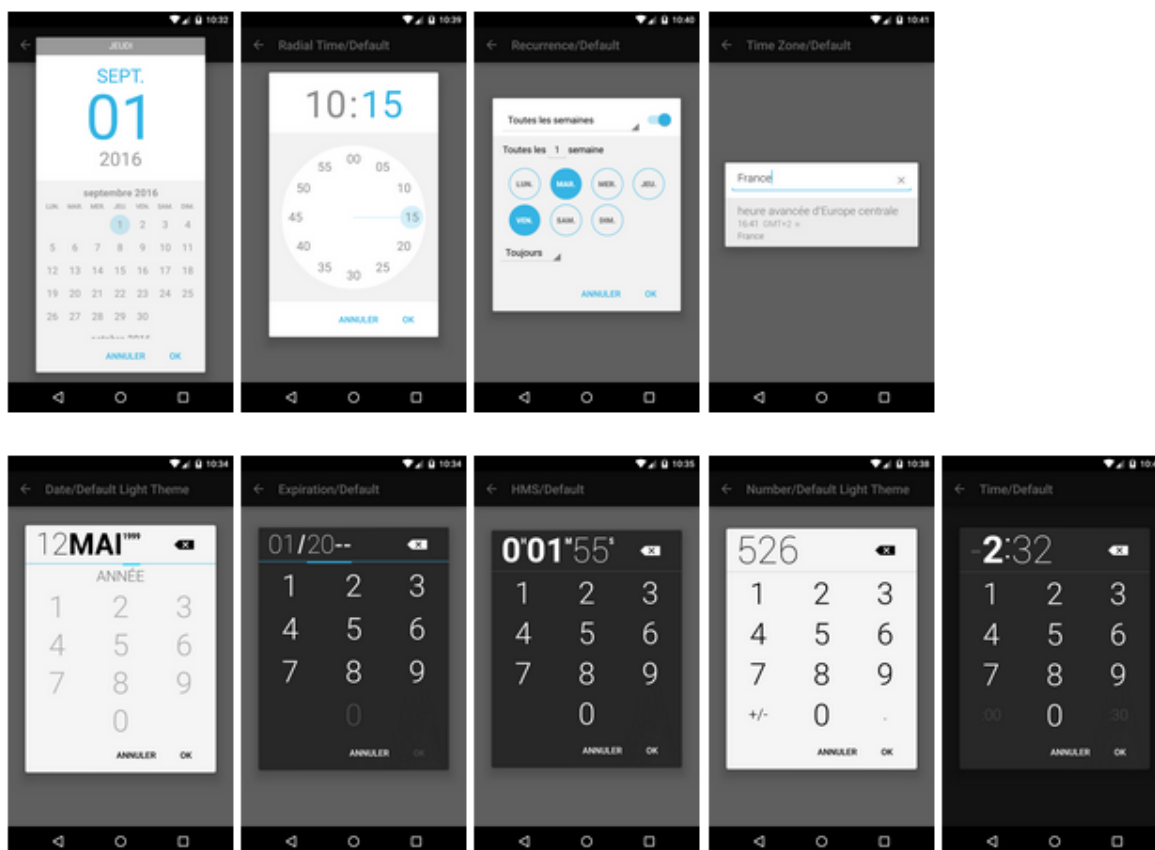 10:32
JEUDI
SEPT.
01
2016
septembre 2016
LUN. MAR. MER. JEU. VEN. SAM. DIM.
1 2 3 4
5 6 7 8 9 10 11
12 13 14 15 16 17 18
19 20 21 22 23 24 25
26 27 28 29 30
ANNULER OK
10:39
Radial Time/Default
10:15
00
55 05
50 10
45 15
40 20
35 25
30
ANNULER OK
10:40
Recurrence/Default
Toutes les semaines
Toutes les 1 semaine
LUN. MAR. MER. JEU.
VEN. SAM. DIM.
Toujours
ANNULER OK
10:41
Time Zone/Default
France
heure avancée d'Europe centrale
16:41 GMT+2
France
10:34
Date/Default Light Theme
12MAI 1999
ANNÉE
1 2 3
4 5 6
7 8 9
0
ANNULER OK
10:34
Expiration/Default
01/20--
1 2 3
4 5 6
7 8 9
0
ANNULER OK
10:35
HMS/Default
0H01M55S
1 2 3
4 5 6
7 8 9
0
ANNULER OK
10:38
Number/Default Light Theme
526
1 2 3
4 5 6
7 8 9
+/- 0 .
ANNULER OK
Time/Default
-2:32
1 2 3
4 5 6
7 8 9
:00 0 :30
ANNULER OK